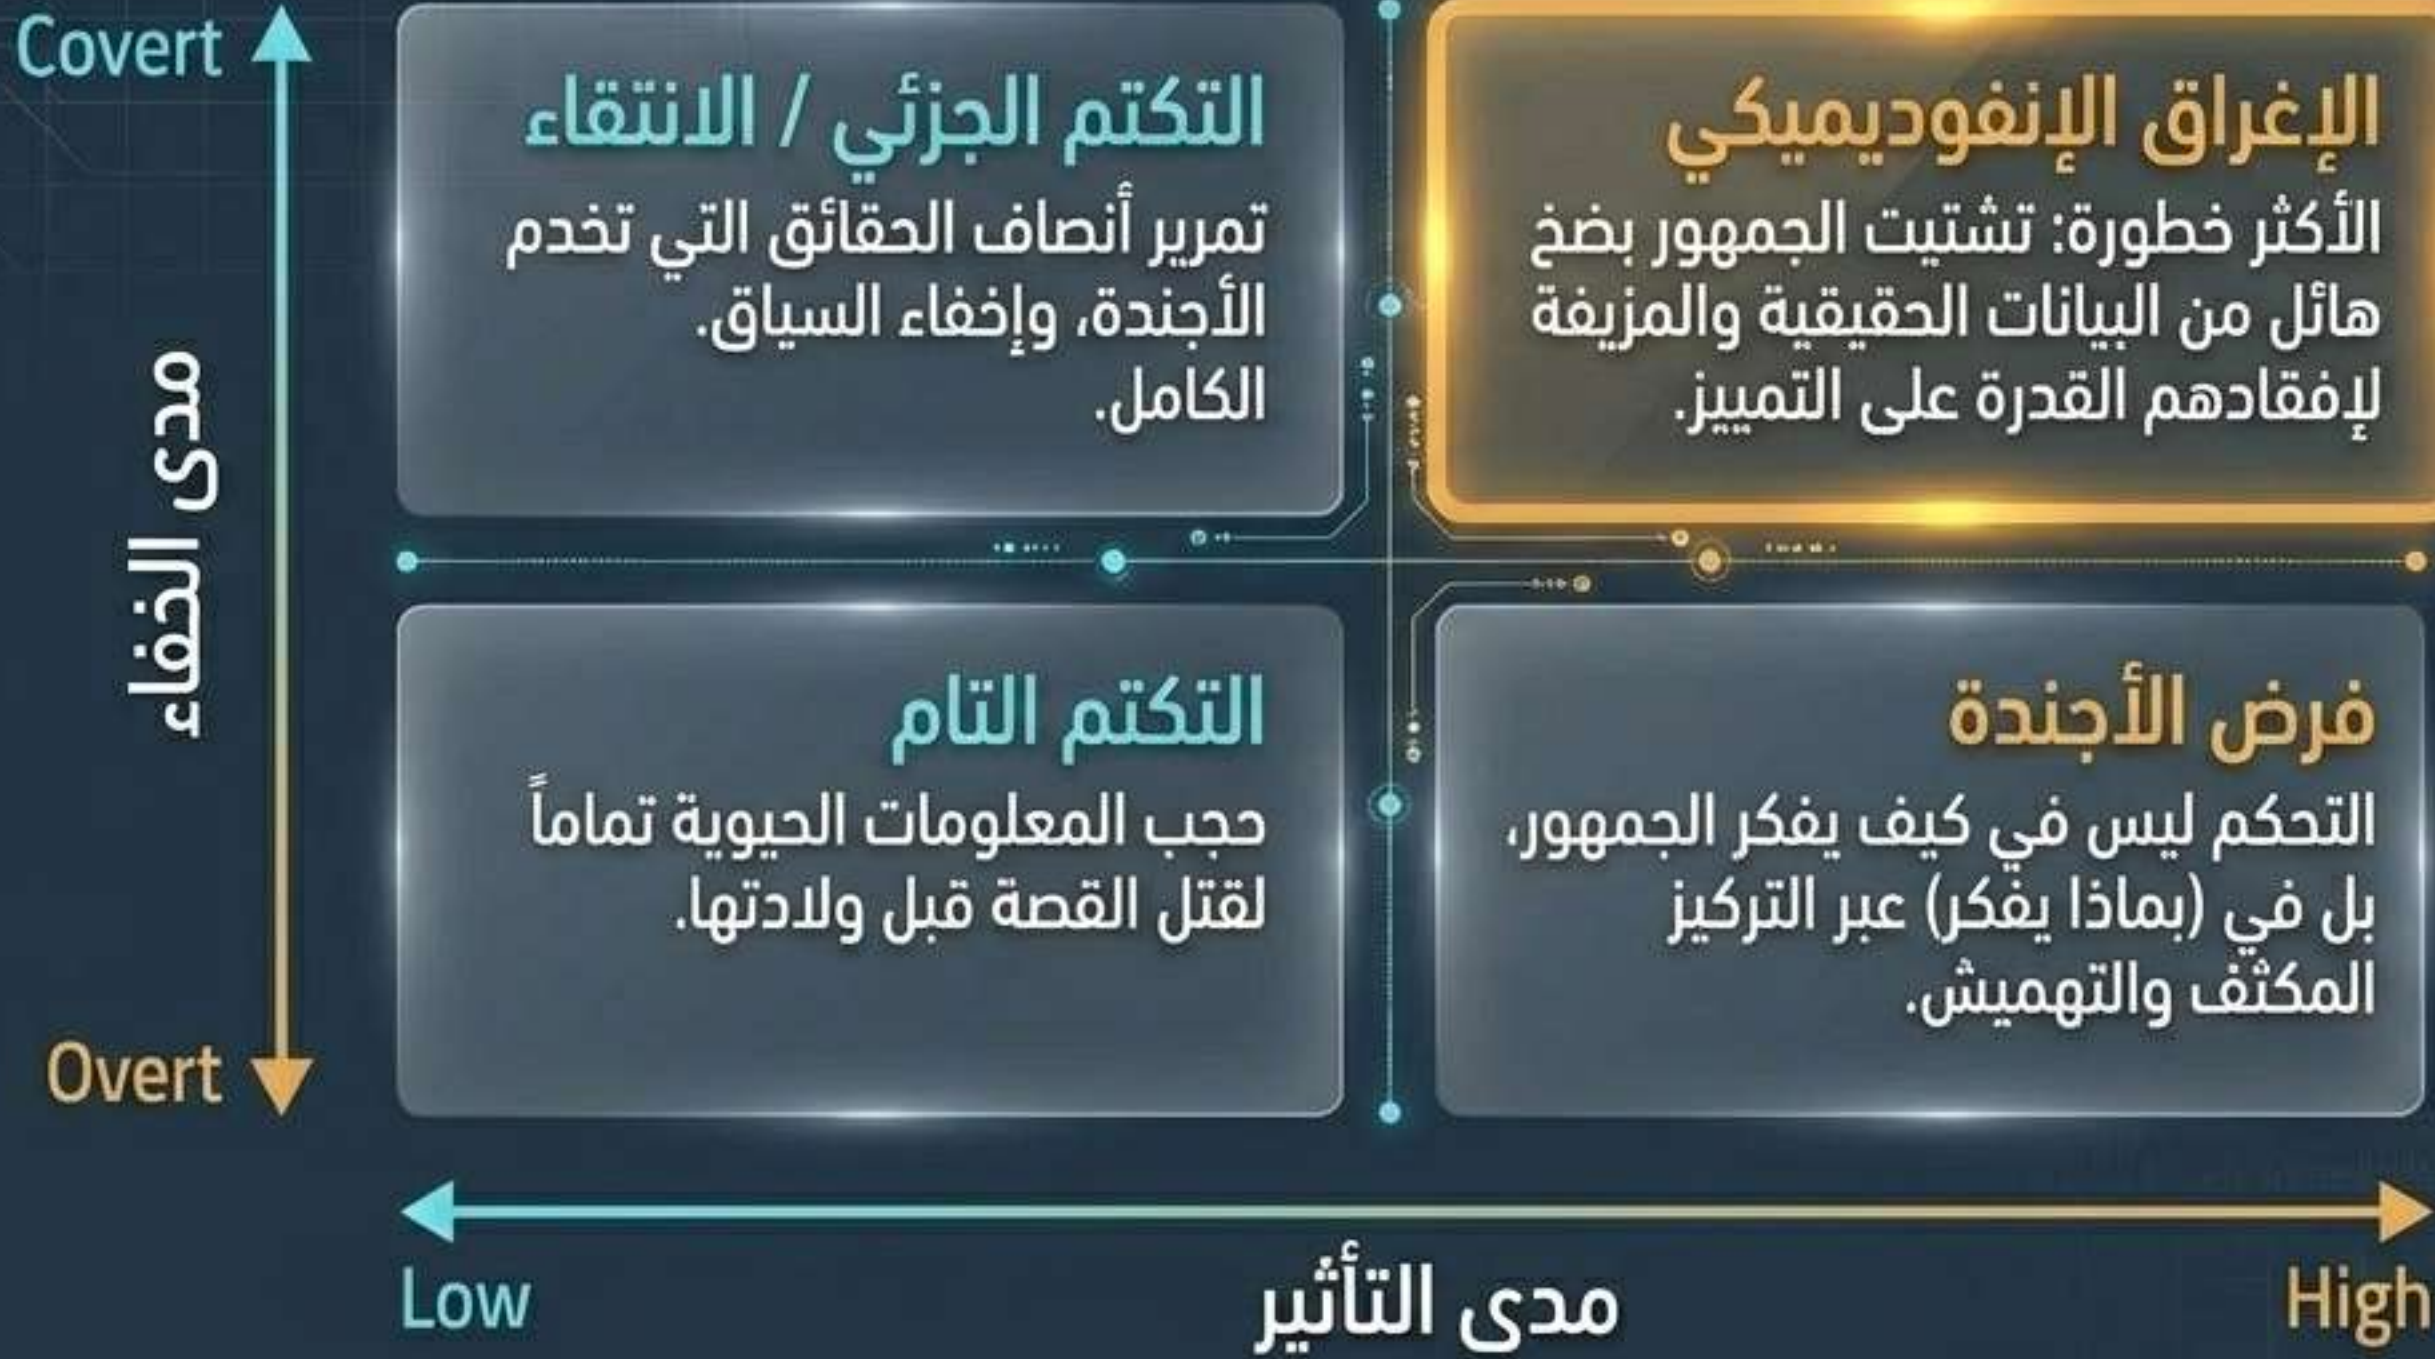 Covert
الإغراق الإنفوديميكي
الأكثر خطورة: تشتيت الجمهور بضخ
هائل من البيانات الحقيقية والمزيفة
لإفقادهم القدرة على التمييز.
التكتم الجزئي / الانتقاء
تمرير أنصاف الحقائق التي تخدم
الأجندة، وإخفاء السياق.
الكامل.
مدى الخفاء
فرض الأجندة
التحكم ليس في كيف يفكر الجمهور،
بل في (بماذا يفكر) عبر التركيز
المكثف والتهميش.
التكتم التام
حجب المعلومات الحيوية تماماً
لقتل القصة قبل ولادتها.
Overt
Low
مدى التأثير
High